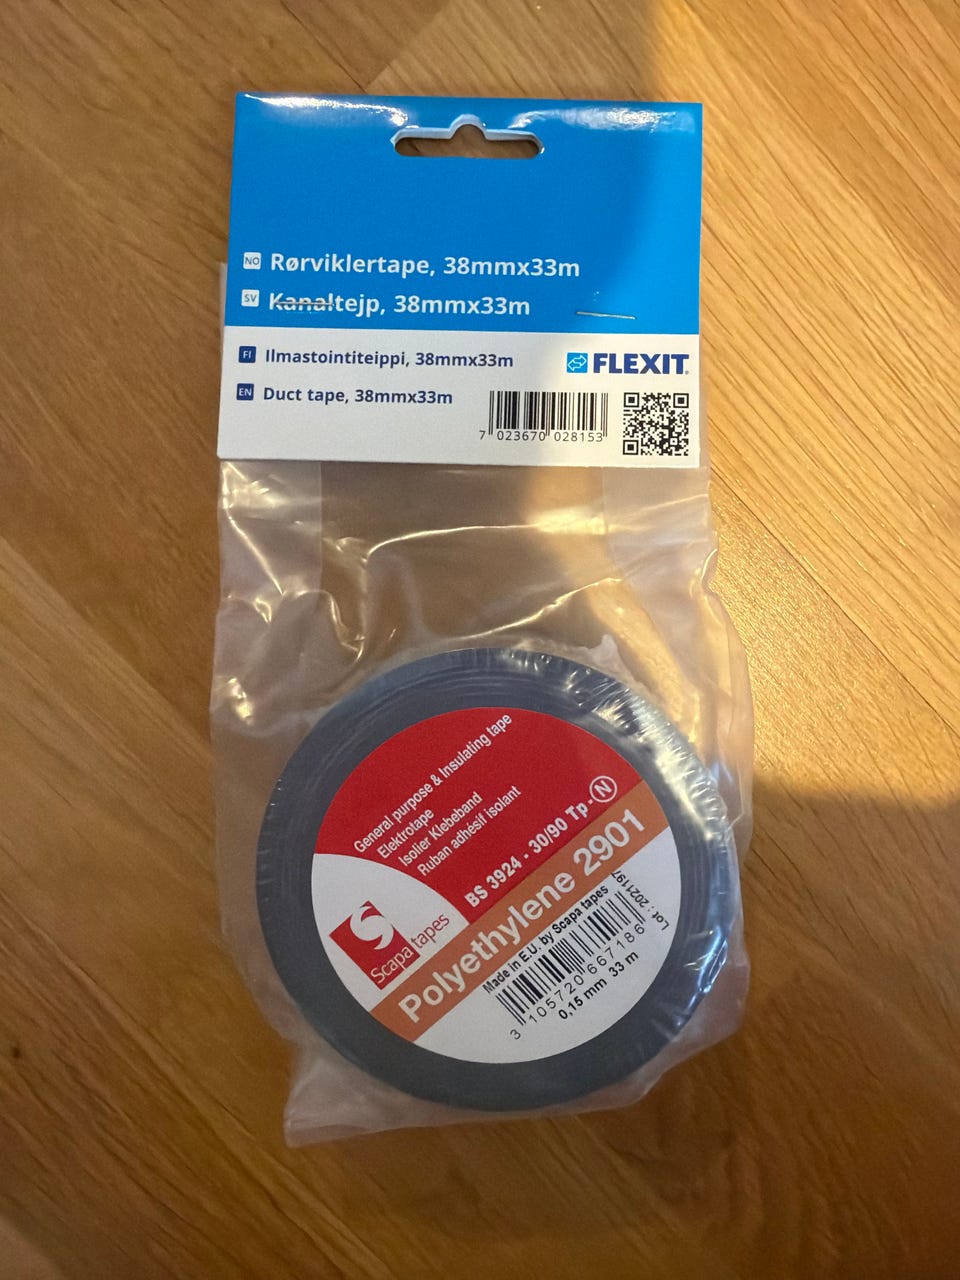 NO Rørviklertape, 38mmx33m
SV Kanaltejp, 38mmx33m
FI Ilmastointiteippi, 38mmx33m
FLEXIT®
EN Duct tape, 38mmx33m
7 023670 028153
General purpose & Insulating tape
Elektrotape
Isolier Klebeband
Ruban adhésif isolant
BS 3924 - 30/90 Tp - N
Polyethylene 2901
Scapa tapes
Made in E.U. by Scapa tapes
3 105720 667186
0,15 mm 33 m
Lot : 2021197